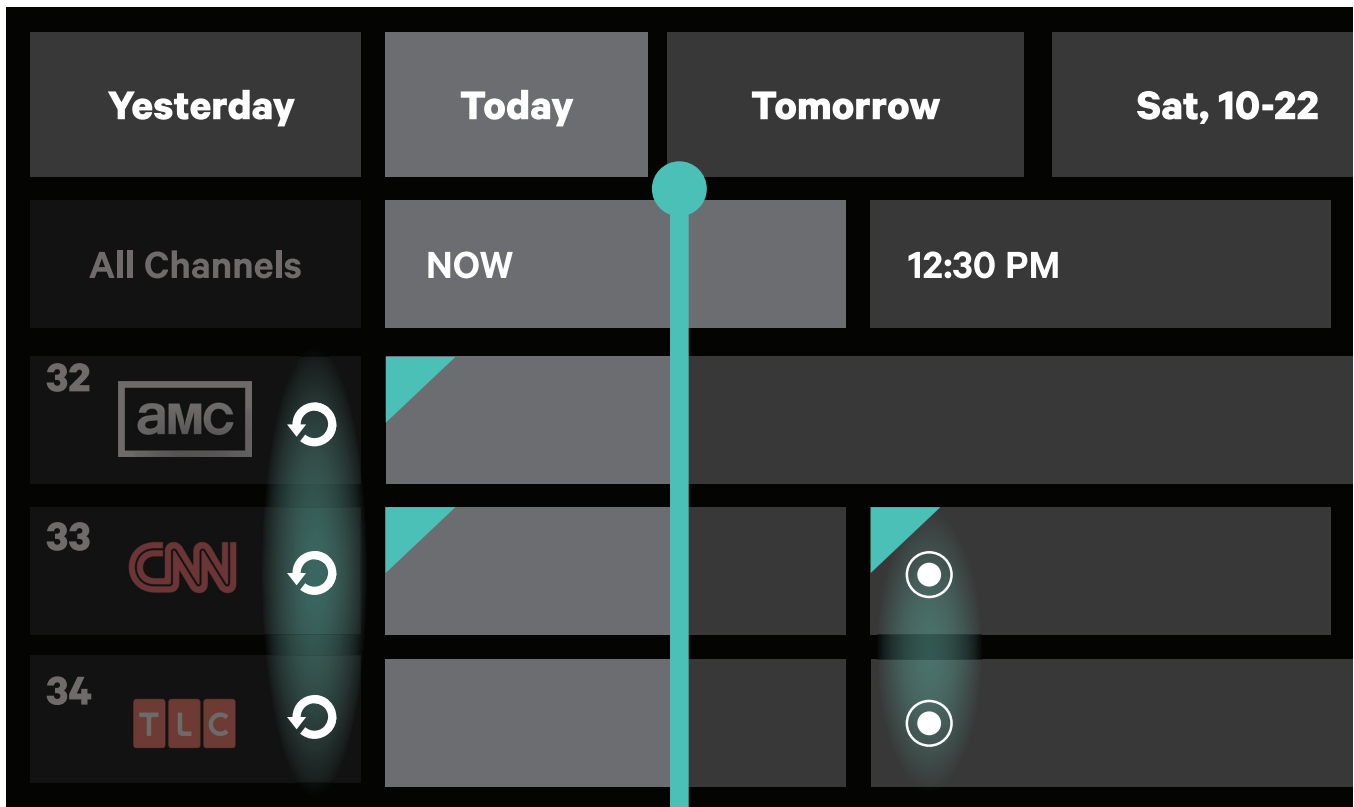 Yesterday
Today
Tomorrow
Sat, 10-22
All Channels
NOW
12:30 PM
32
aMC
33
CNN
34
TLC